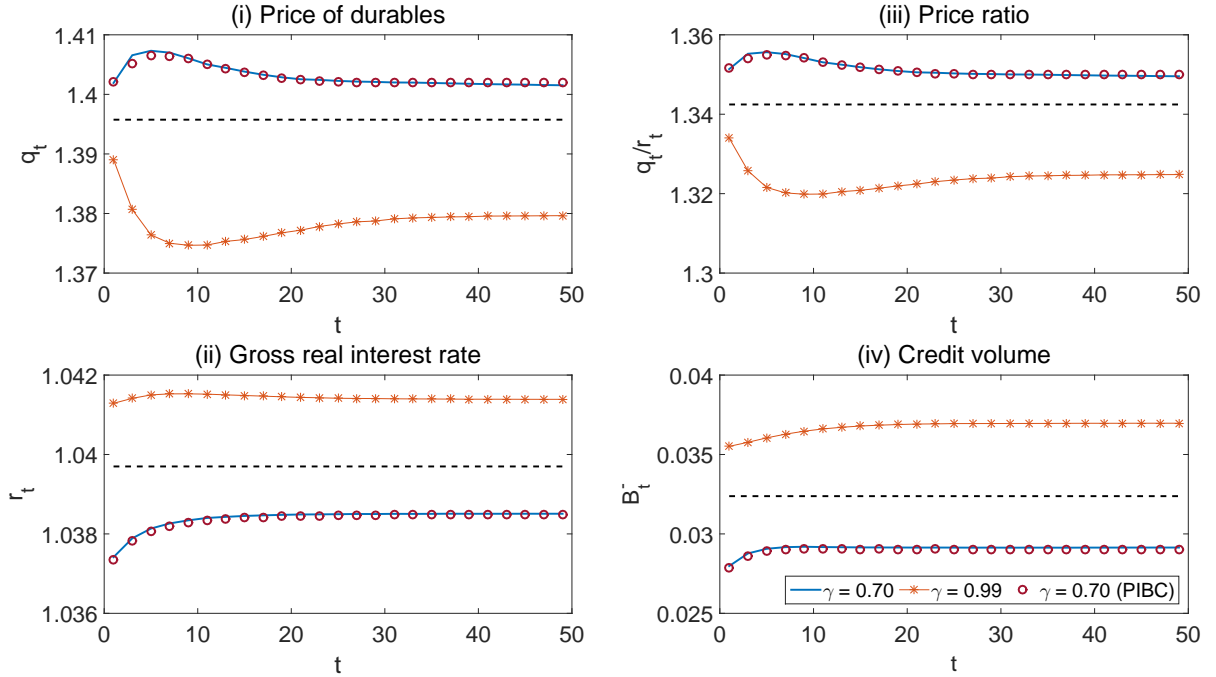 (i) Price of durables
1.41
1.4
1.39
1.38
1.37
q_t
0 10 20 30 40 50
t
(iii) Price ratio
1.36
1.34
1.32
1.3
q_t/r_t
0 10 20 30 40 50
t
(ii) Gross real interest rate
1.042
1.04
1.038
1.036
r_t
0 10 20 30 40 50
t
(iv) Credit volume
0.04
0.035
0.03
0.025
B_t^-
0 10 20 30 40 50
t
γ = 0.70 γ = 0.99 γ = 0.70 (PIBC)